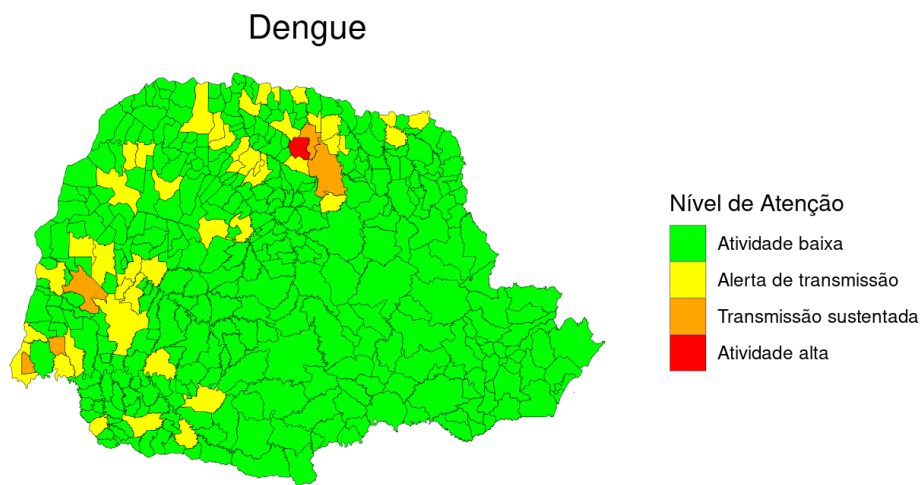 Dengue
Nível de Atenção
Atividade baixa
Alerta de transmissão
Transmissão sustentada
Atividade alta